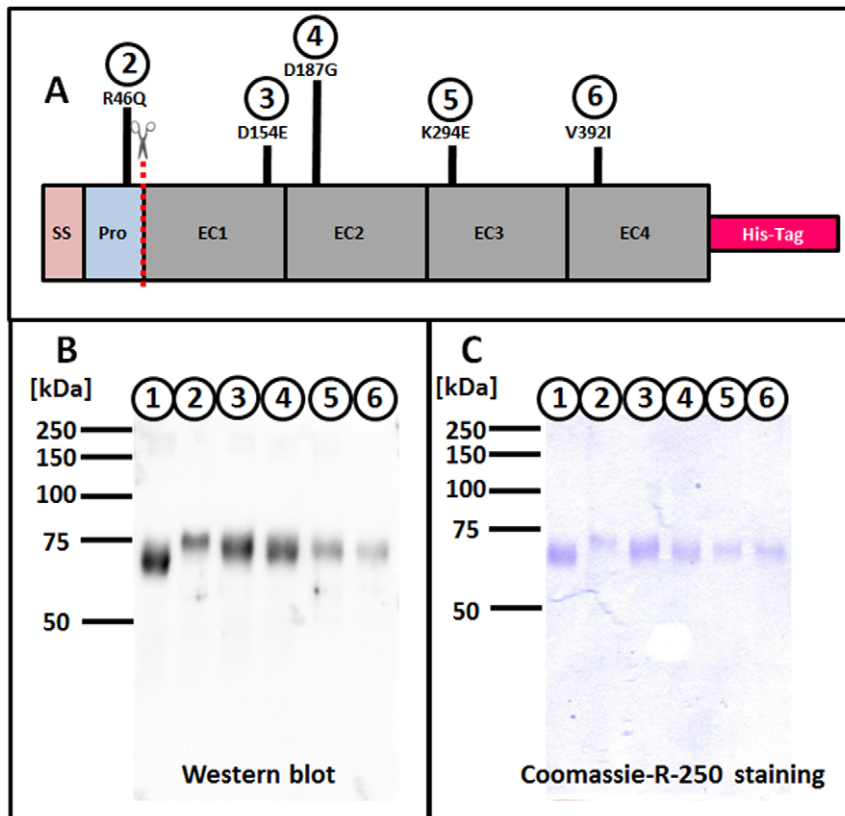 A
2
R46Q
3
D154E
4
D187G
5
K294E
6
V392I
SS
Pro
EC1
EC2
EC3
EC4
His-Tag
B
[kDa]
1 2 3 4 5 6
250
150
100
75
50
Western blot
C
[kDa]
1 2 3 4 5 6
250
150
100
75
50
Coomassie-R-250 staining